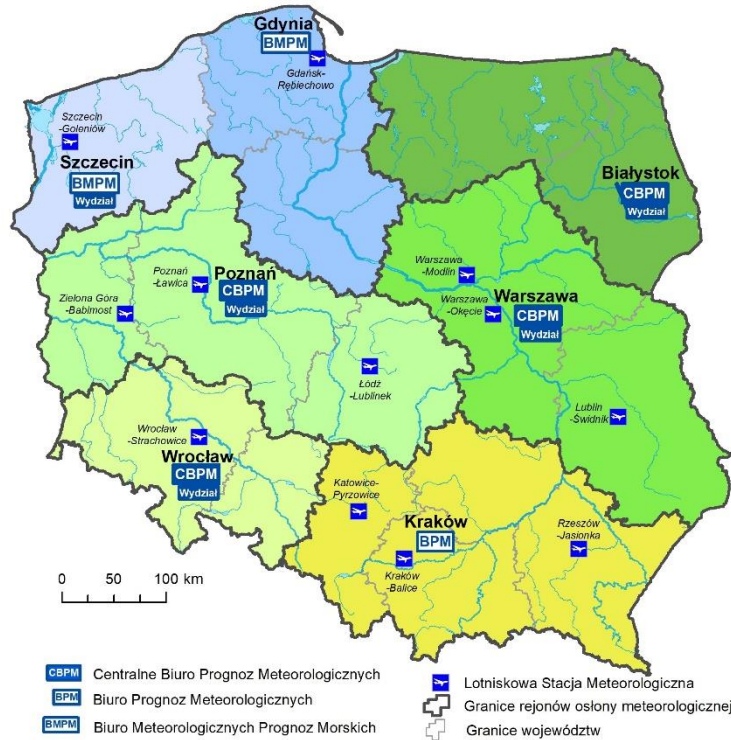 Gdynia
BMPM
Gdańsk-
Rębiechowo
Szczecin
-Goleniów
Szczecin
BMPM
Wydział
Białystok
CBPM
Wydział
Poznań
-Ławica
Poznań
CBPM
Wydział
Zielona Góra
-Babimost
Warszawa
-Modlin
Warszawa
-Okęcie
Warszawa
CBPM
Wydział
Łódź
-Lublinek
Lublin
-Świdnik
Wrocław
-Strachowice
Wrocław
CBPM
Wydział
Katowice-
Pyrzowice
Kraków
BPM
Kraków
-Balice
Rzeszów
-Jasionka
0 50 100 km
CBPM Centralne Biuro Prognoz Meteorologicznych
BPM Biuro Prognoz Meteorologicznych
BMPM Biuro Meteorologicznych Prognoz Morskich
Lotniskowa Stacja Meteorologiczna
Granice rejonów osłony meteorologicznej
Granice województw